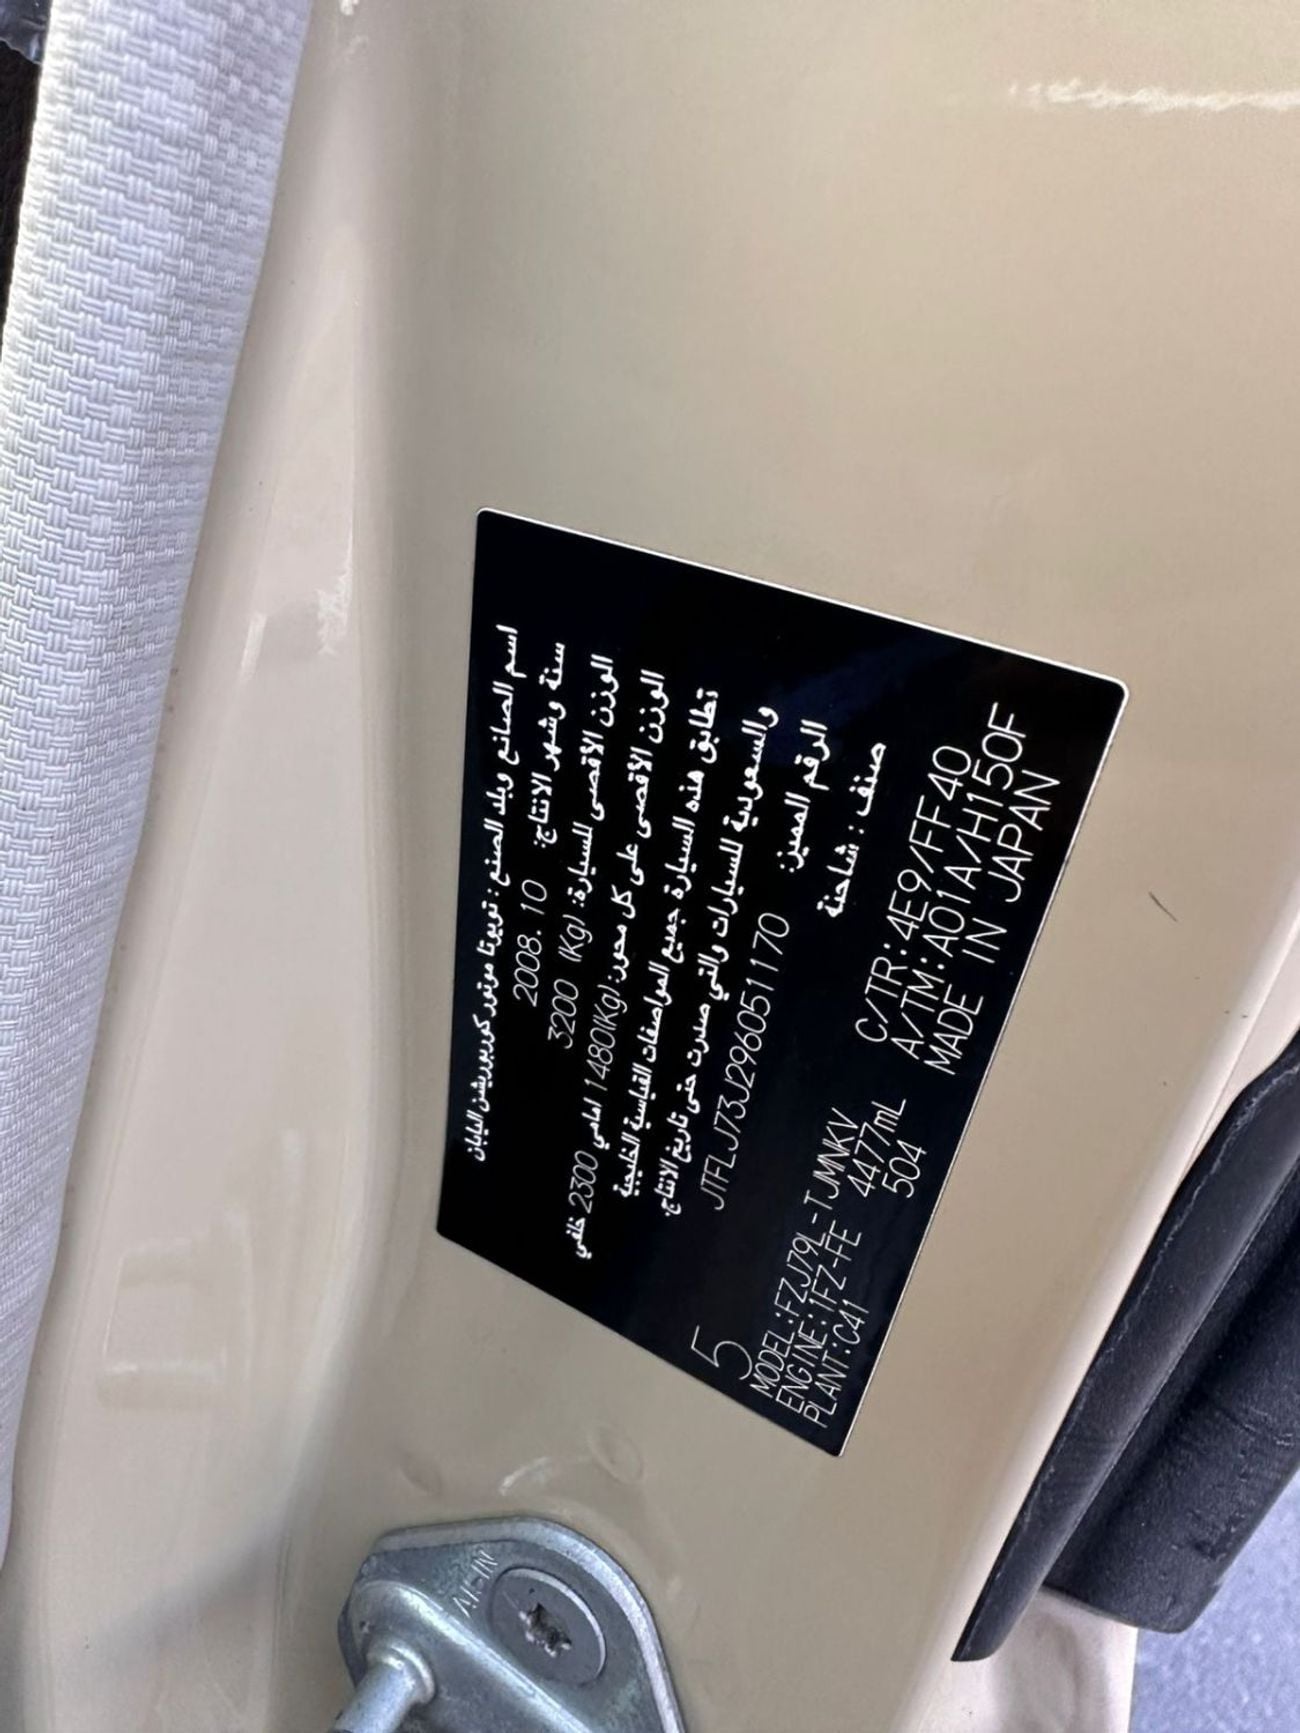 اسم الصانع وبلد الصنع : تويوتا موتور كوربوريشن اليابان
سنة وشهر الانتاج: 2008. 10
الوزن الأقصى للسيارة: 3200 (Kg)
الوزن الأقصى على كل محور: 1480(Kg) امامي 2300 خلفي
تطابق هذه السيارة جميع المواصفات القياسية الخليجية
والسعودية للسيارات والتي صدرت حتى تاريخ الانتاج.
الرقم المميز: JTFLJ73J296051170
صنف : شاحنة
5
MODEL:FZJ79L-TJMNKV C/TR:4E9/FF40
ENGINE:1FZ-FE 4477mL A/TM:A01A/H150F
PLANT:C41 504 MADE IN JAPAN
AISIN